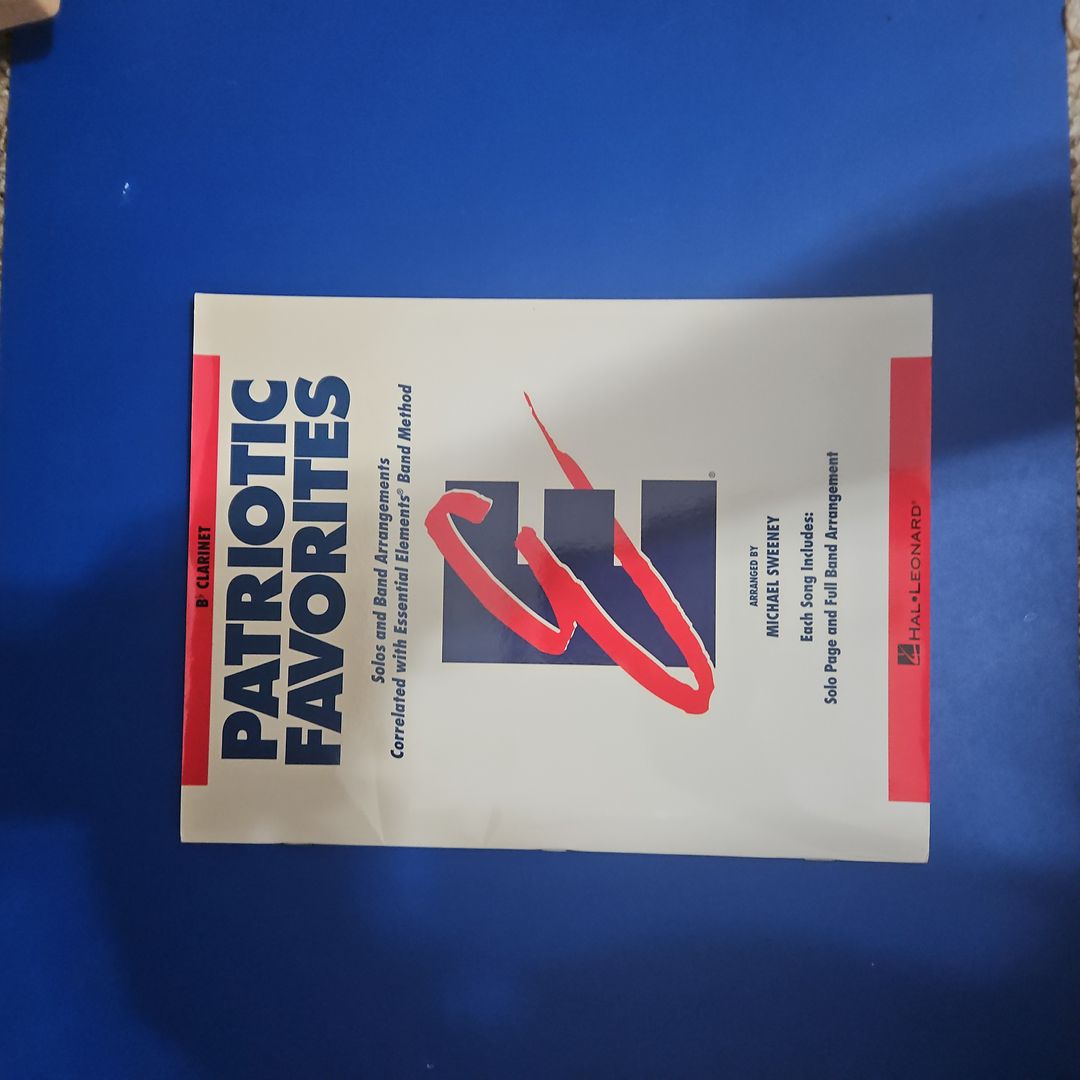 B♭ CLARINET
PATRIOTIC
FAVORITES
Solos and Band Arrangements
Correlated with Essential Elements® Band Method
E
®
ARRANGED BY
MICHAEL SWEENEY
Each Song Includes:
Solo Page and Full Band Arrangement
HAL•LEONARD®